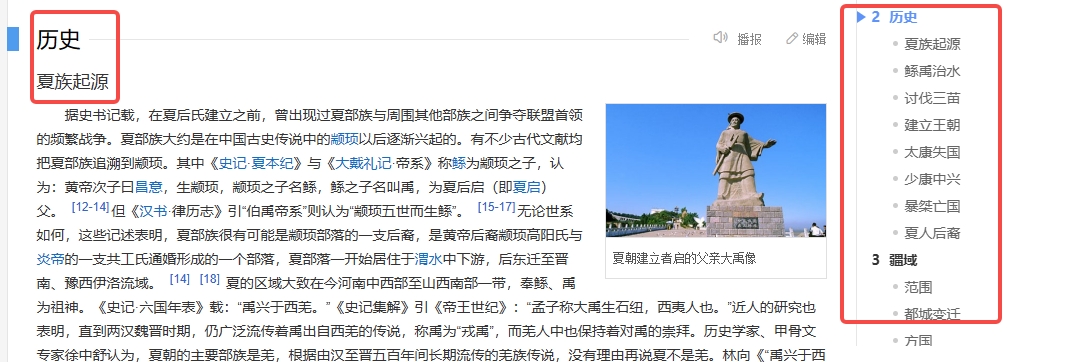 历史
播报
编辑
夏族起源
据史书记载，在夏后氏建立之前，曾出现过夏部族与周围其他部族之间争夺联盟首领
的频繁战争。夏部族大约是在中国古史传说中的颛顼以后逐渐兴起的。有不少古代文献均
把夏部族追溯到颛顼。其中《史记·夏本纪》与《大戴礼记·帝系》称鲧为颛顼之子，认
为：黄帝次子曰昌意，生颛顼，颛顼之子名鲧，鲧之子名叫禹，为夏后启（即夏启）
父。 [12-14] 但《汉书·律历志》引“伯禹帝系”则认为“颛顼五世而生鲧”。 [15-17] 无论世系
如何，这些记述表明，夏部族很有可能是颛顼部落的一支后裔，是黄帝后裔颛顼高阳氏与
炎帝的一支共工氏通婚形成的一个部落，夏部落一开始居住于渭水中下游，后东迁至晋
南、豫西伊洛流域。 [14] [18] 夏的区域大致在今河南中西部至山西南部一带，奉鲧、禹
为祖神。《史记·六国年表》载：“禹兴于西羌。”《史记集解》引《帝王世纪》：“孟子称大禹生石纽，西夷人也。”近人的研究也
表明，直到两汉魏晋时期，仍广泛流传着禹出自西羌的传说，称禹为“戎禹”，而羌人中也保持着对禹的崇拜。历史学家、甲骨文
专家徐中舒认为，夏朝的主要部族是羌，根据由汉至晋五百年间长期流传的羌族传说，没有理由再说夏不是羌。林向《“禹兴于西
夏朝建立者启的父亲大禹像
2 历史
夏族起源
鲧禹治水
讨伐三苗
建立王朝
太康失国
少康中兴
暴桀亡国
夏人后裔
3 疆域
范围
都城变迁
方国